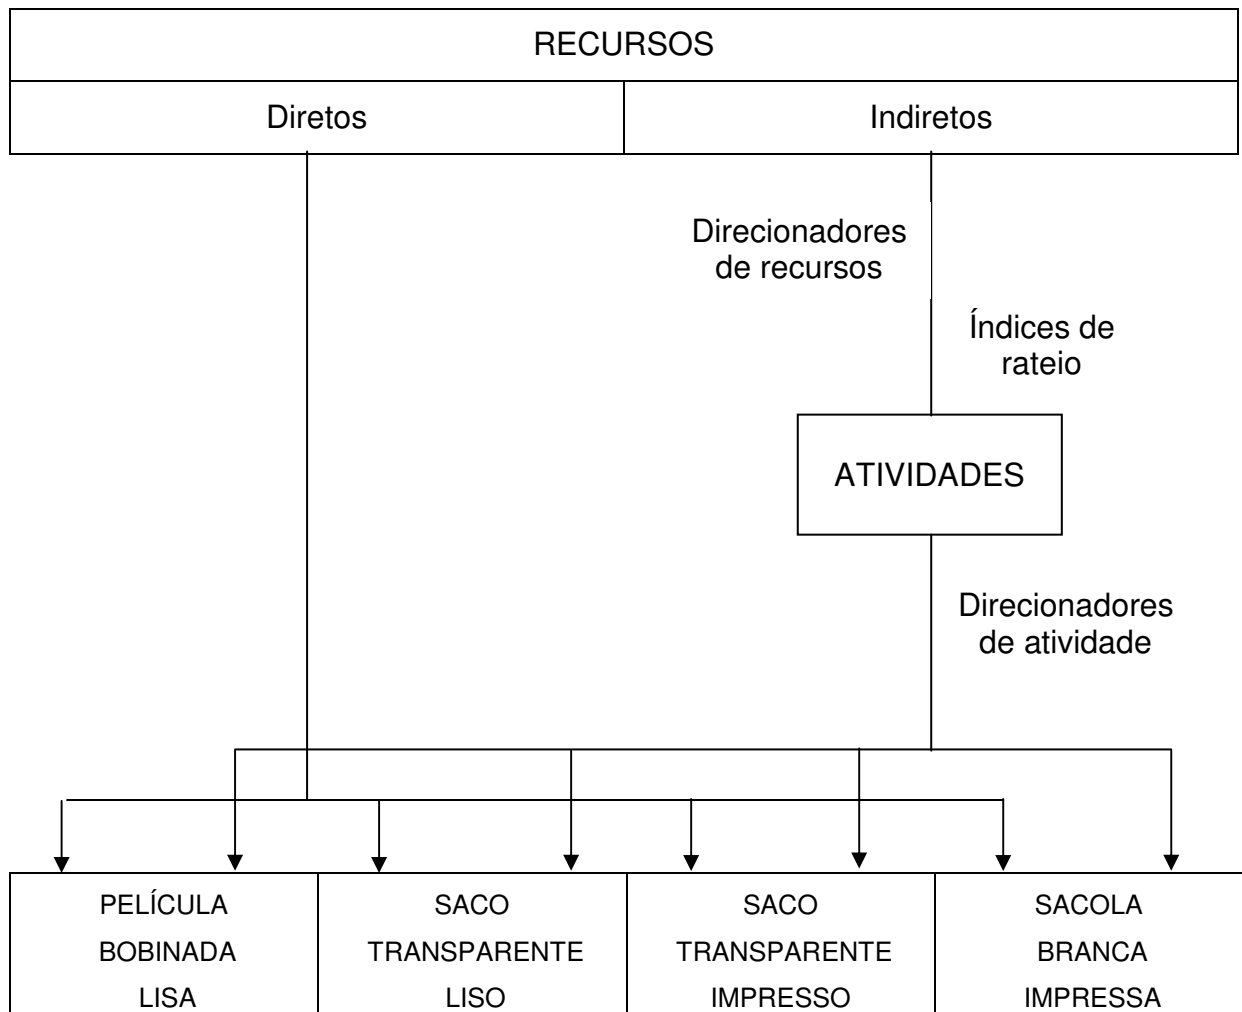 RECURSOS
Diretos
Indiretos
Direcionadores
de recursos
Índices de
rateio
ATIVIDADES
Direcionadores
de atividade
PELÍCULA
BOBINADA
LISA
SACO
TRANSPARENTE
LISO
SACO
TRANSPARENTE
IMPRESSO
SACOLA
BRANCA
IMPRESSA